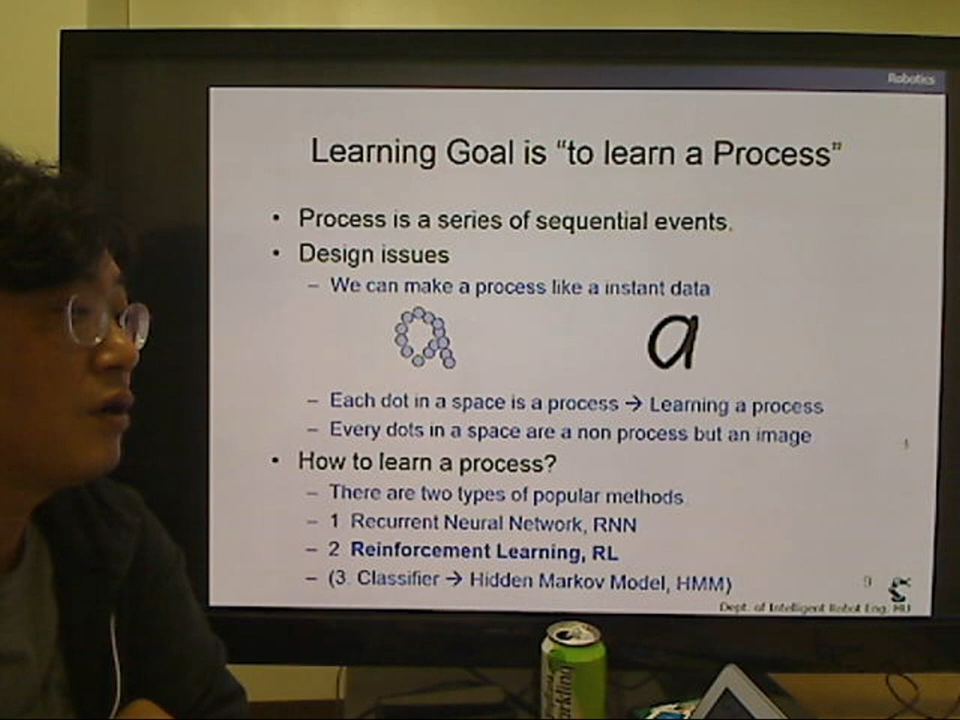 Robotics
Learning Goal is “to learn a Process”
• Process is a series of sequential events.
• Design issues
– We can make a process like a instant data
a
– Each dot in a space is a process → Learning a process
– Every dots in a space are a non process but an image
• How to learn a process?
– There are two types of popular methods
– 1 Recurrent Neural Network, RNN
– 2 Reinforcement Learning, RL
– (3. Classifier → Hidden Markov Model, HMM)
9
Dept. of Intelligent Robot Eng. MU